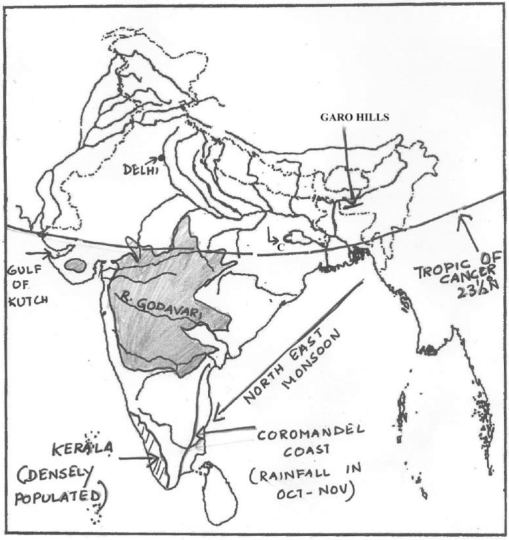 GARO HILLS
DELHI
GULF
OF
KUTCH
L
TROPIC OF
CANCER
23½N
R. GODAVARI
NORTH EAST
MONSOON
KERALA
(DENSELY
POPULATED)
COROMANDEL
COAST
(RAINFALL IN
OCT-NOV)